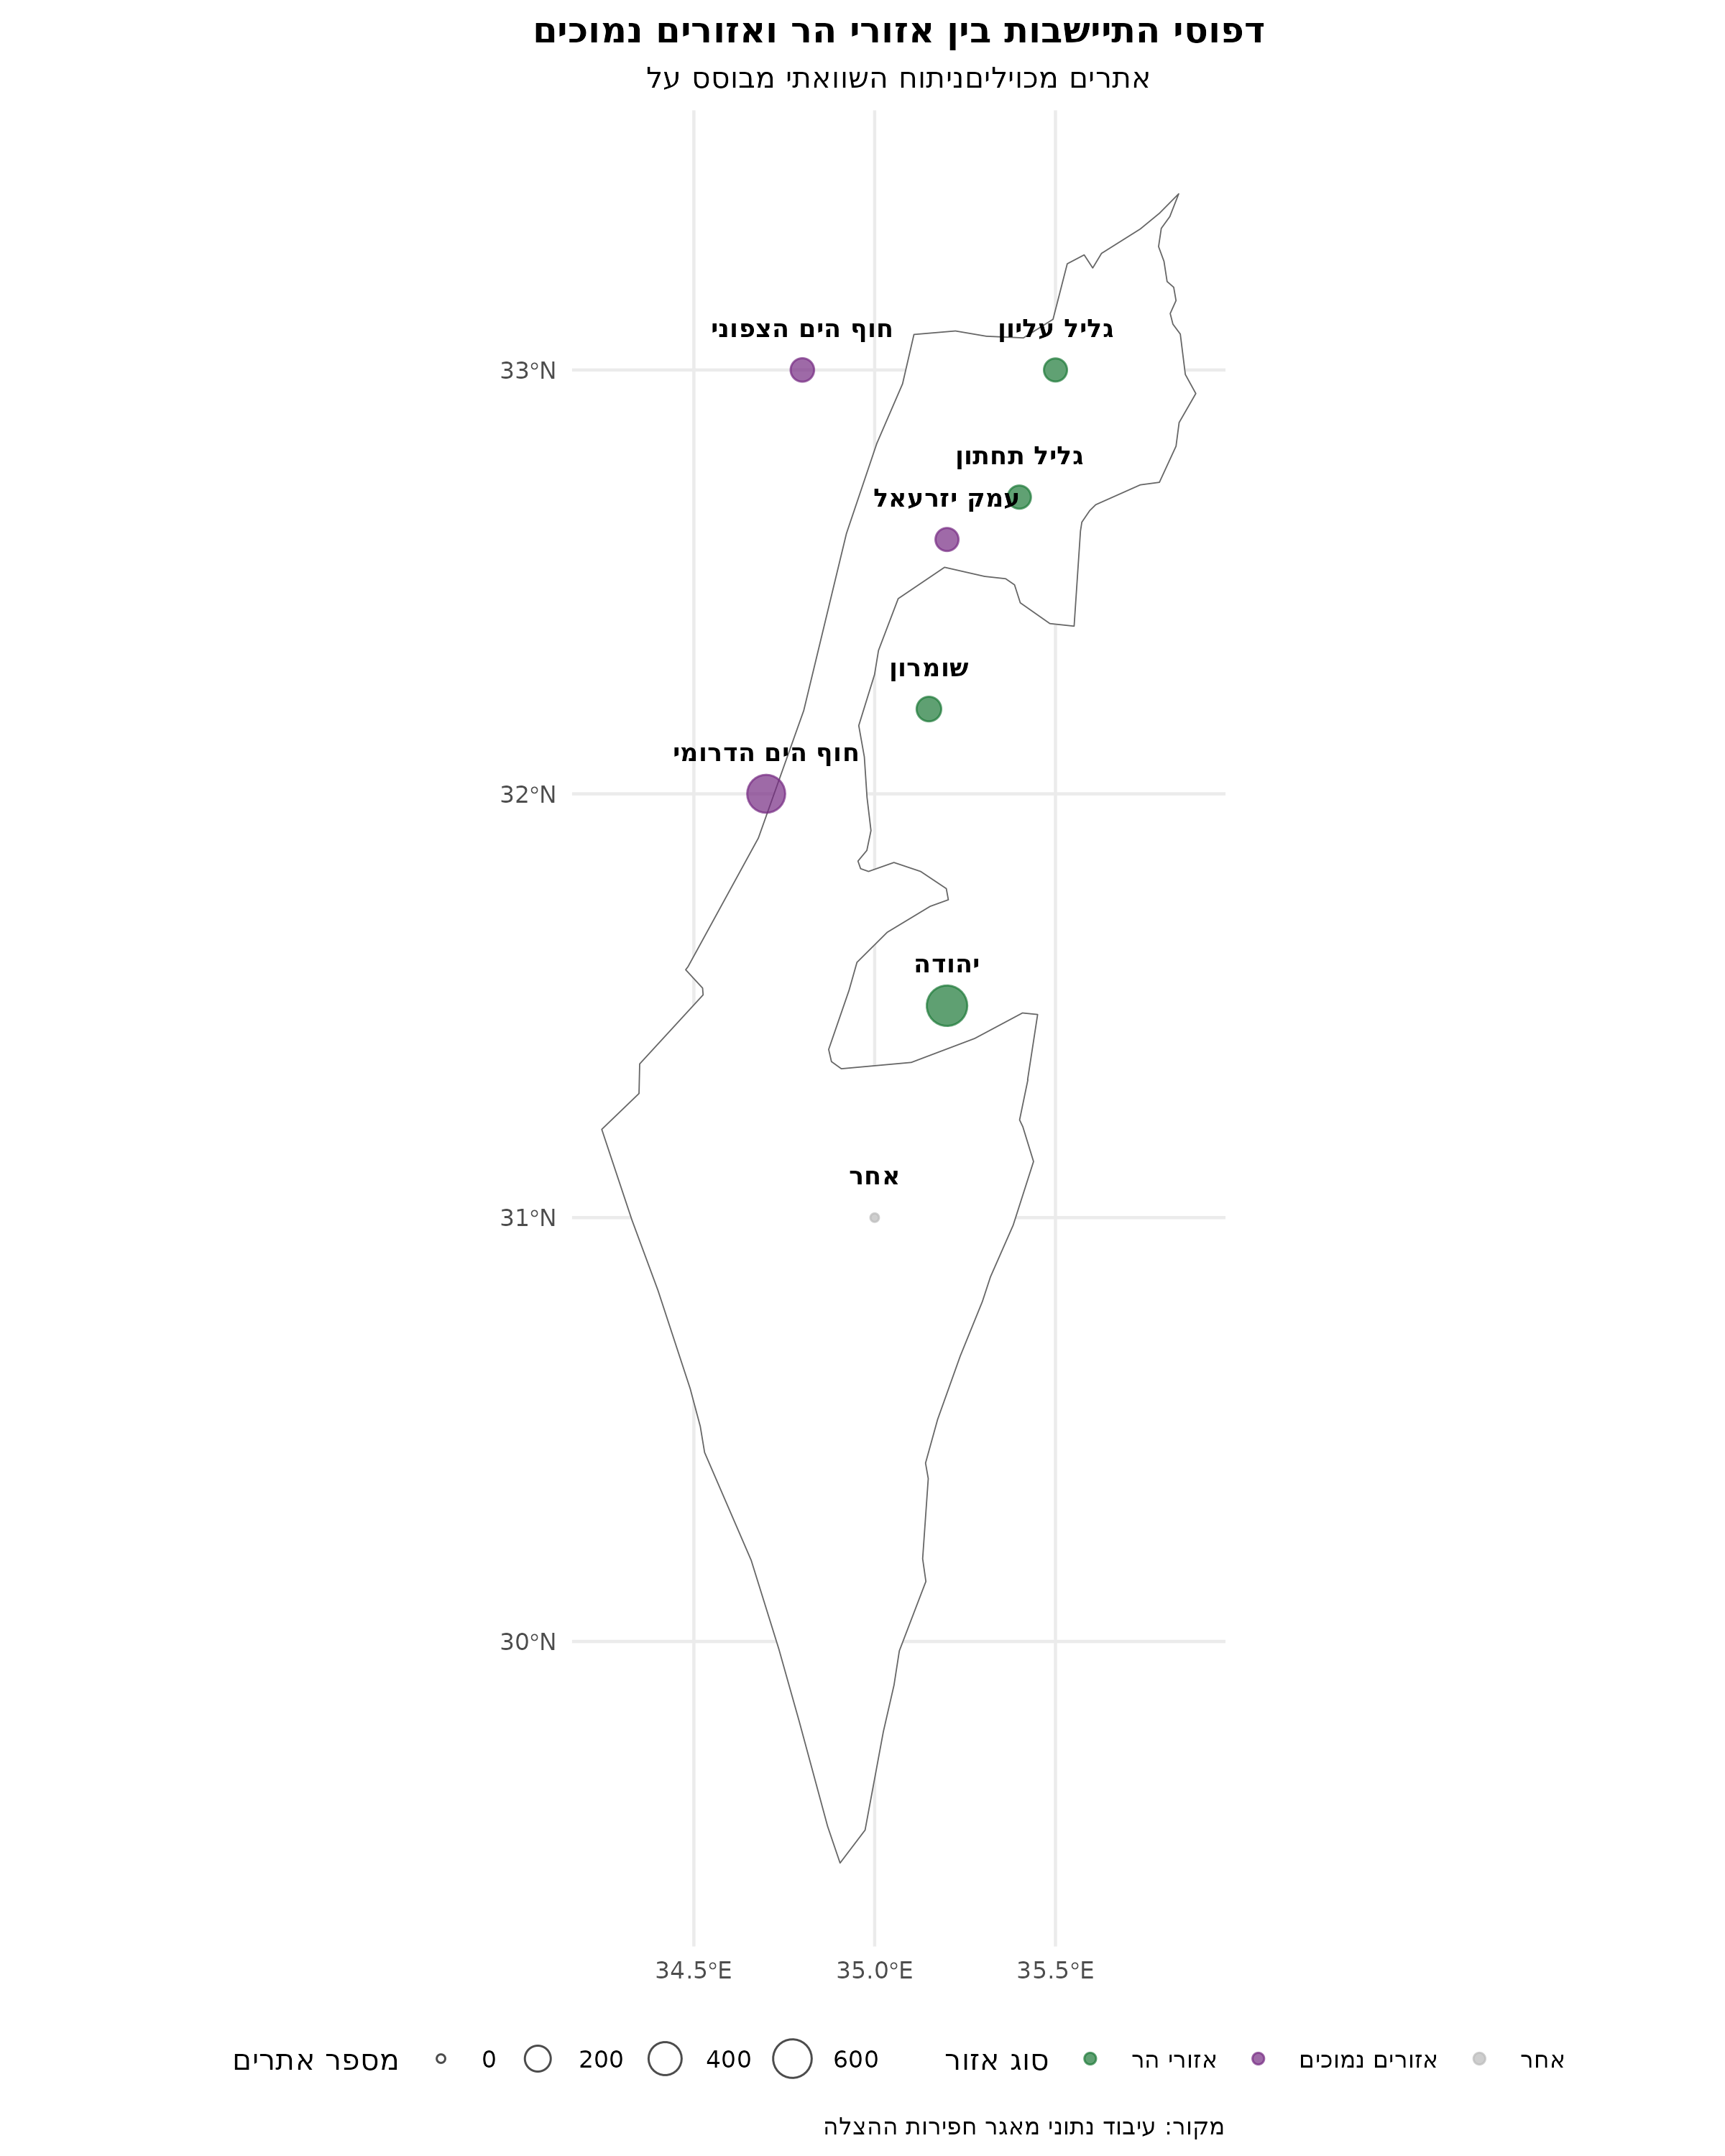 דפוסי התיישבות בין אזורי הר ואזורים נמוכים
אתרים מכויליםניתוח השוואתי מבוסס על
חוף הים הצפוני
גליל עליון
33°N
גליל תחתון
עמק יזרעאל
שומרון
חוף הים הדרומי
32°N
יהודה
אחר
31°N
30°N
34.5°E
35.0°E
35.5°E
מספר אתרים
0
200
400
600
סוג אזור
אזורי הר
אזורים נמוכים
אחר
מקור: עיבוד נתוני מאגר חפירות ההצלה